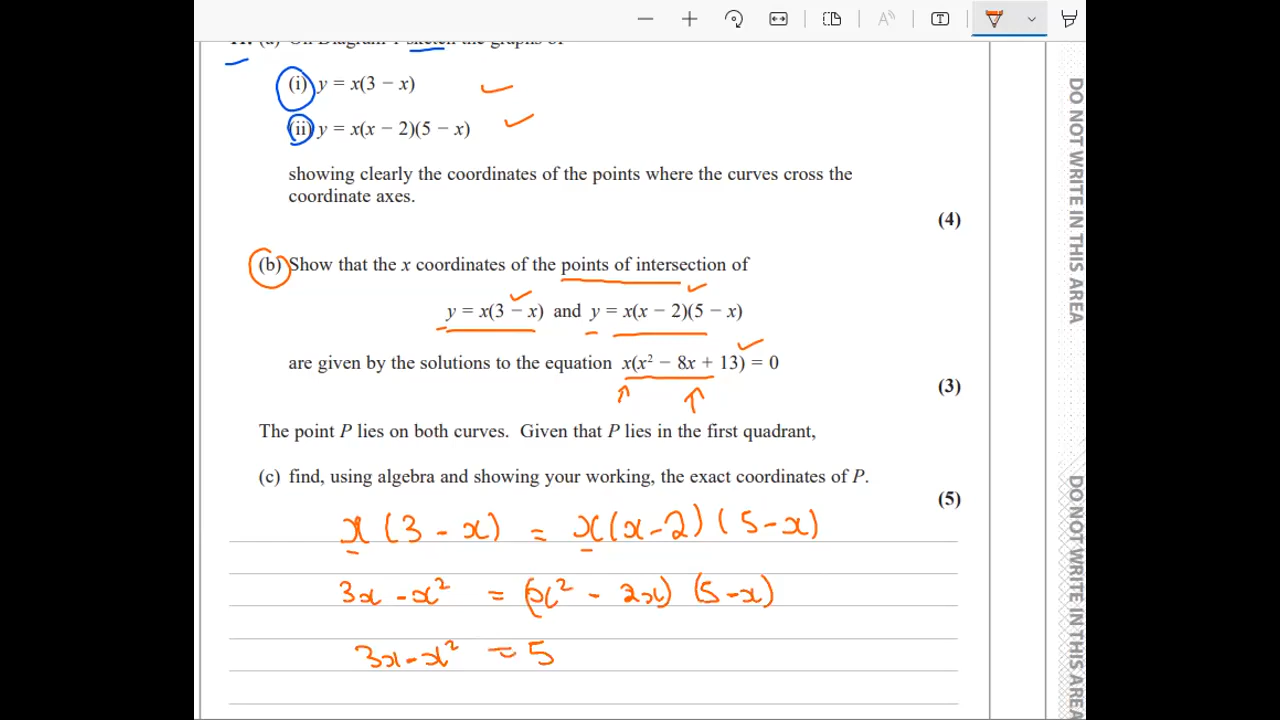 11. (a) On Diagram 1 sketch the graphs of
(i) y = x(3 − x)
(ii) y = x(x − 2)(5 − x)
showing clearly the coordinates of the points where the curves cross the
coordinate axes.
(4)
(b) Show that the x coordinates of the points of intersection of
y = x(3 − x) and y = x(x − 2)(5 − x)
are given by the solutions to the equation x(x² − 8x + 13) = 0
(3)
The point P lies on both curves. Given that P lies in the first quadrant,
(c) find, using algebra and showing your working, the exact coordinates of P.
(5)
x(3 - x) = x(x-2)(5-x)
3x - x² = (x² - 2x)(5-x)
3x - x² = 5
DO NOT WRITE IN THIS AREA
DO NOT WRITE IN THIS AREA